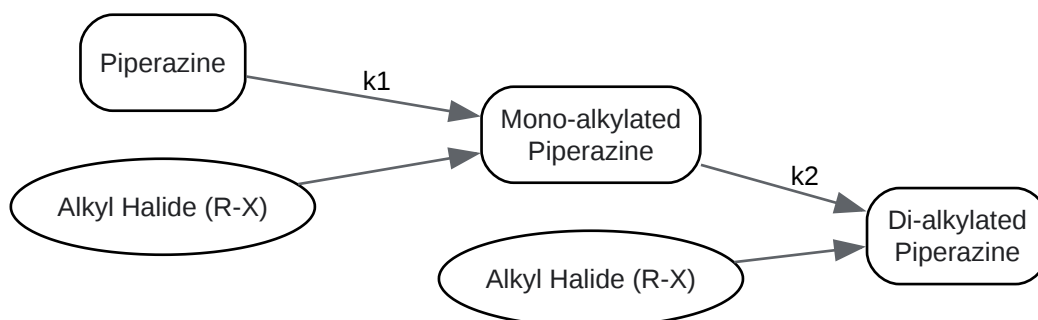 Piperazine
k1
Mono-alkylated
Piperazine
Alkyl Halide (R-X)
k2
Di-alkylated
Piperazine
Alkyl Halide (R-X)